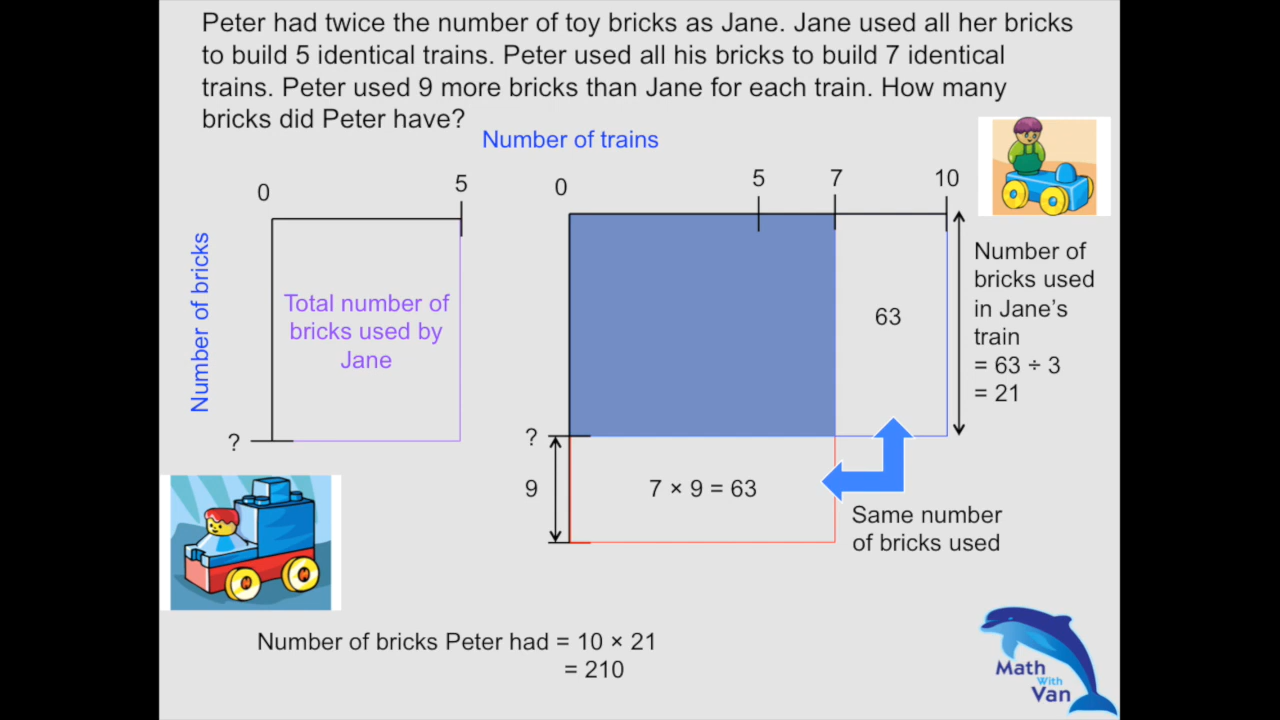 Peter had twice the number of toy bricks as Jane. Jane used all her bricks
to build 5 identical trains. Peter used all his bricks to build 7 identical
trains. Peter used 9 more bricks than Jane for each train. How many
bricks did Peter have?
Number of trains
0
5
Number of bricks
Total number of
bricks used by
Jane
?
0
5
7
10
63
Number of
bricks used
in Jane's
train
= 63 ÷ 3
= 21
?
9
7 × 9 = 63
Same number
of bricks used
Number of bricks Peter had = 10 × 21
= 210
Math
With
Van